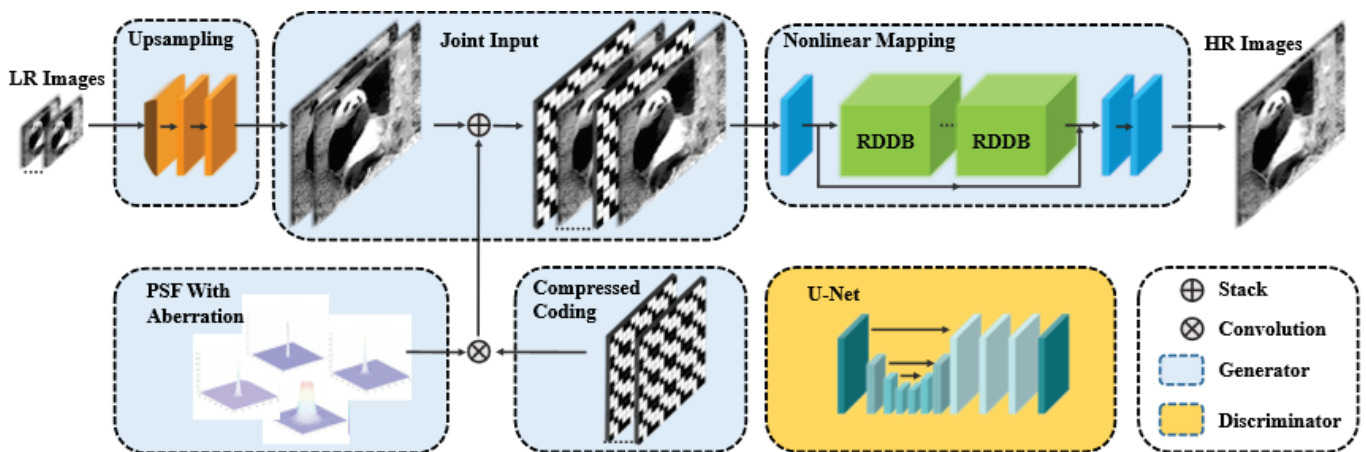 Upsampling
Joint Input
Nonlinear Mapping
HR Images
LR Images
RDDB
RDDB
PSF With
Aberration
Compressed
Coding
U-Net
Stack
Convolution
Generator
Discriminator